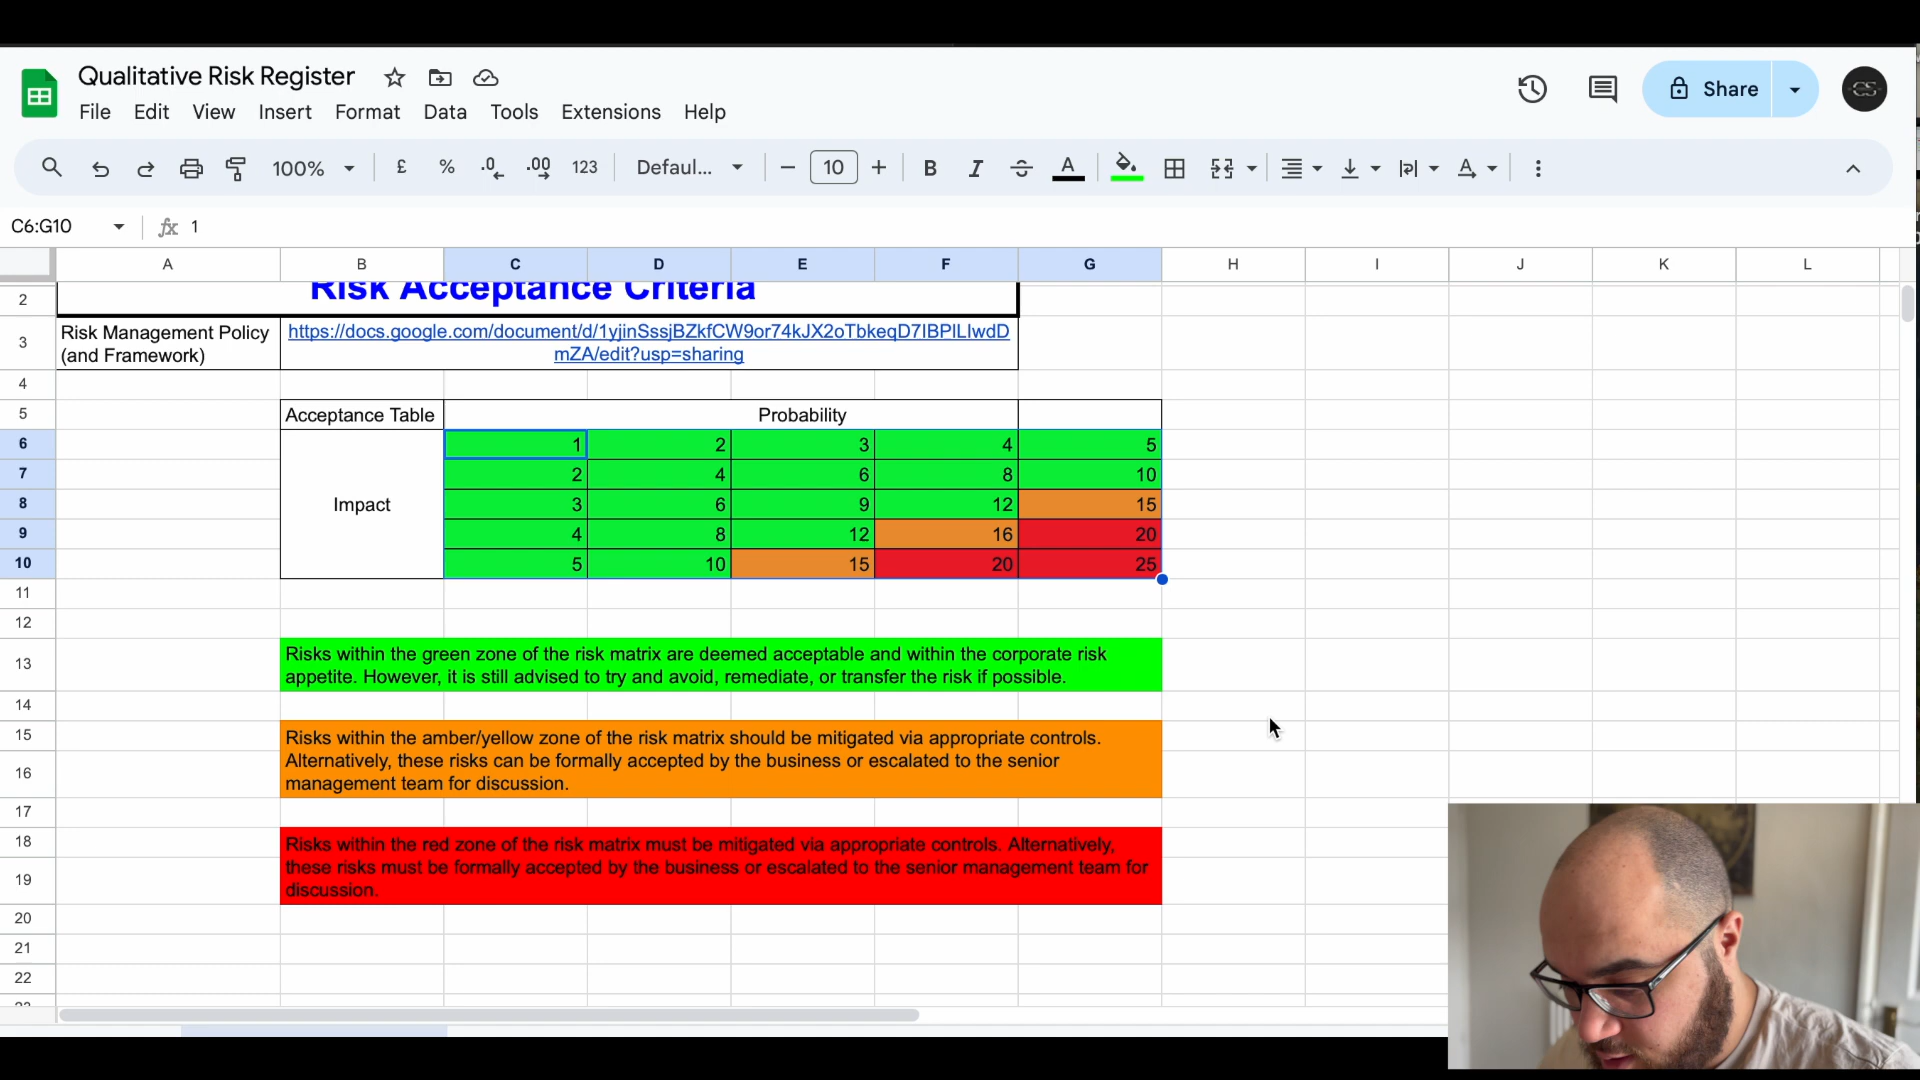 Qualitative Risk Register
File Edit View Insert Format Data Tools Extensions Help
Share
CS
100% £ % .0 .00 123 Defaul... 10 B I S A A
C6:G10 fx 1
A B C D E F G H I J K L
2 Risk Acceptance Criteria
3 Risk Management Policy
(and Framework)
https://docs.google.com/document/d/1yjinSssjBZkfCW9or74kJX2oTbkeqD7IBPlLIwdD
mZA/edit?usp=sharing
4
5 Acceptance Table Probability
6 1 2 3 4 5
7 2 4 6 8 10
8 Impact 3 6 9 12 15
9 4 8 12 16 20
10 5 10 15 20 25
11
12
13 Risks within the green zone of the risk matrix are deemed acceptable and within the corporate risk
appetite. However, it is still advised to try and avoid, remediate, or transfer the risk if possible.
14
15 Risks within the amber/yellow zone of the risk matrix should be mitigated via appropriate controls.
16 Alternatively, these risks can be formally accepted by the business or escalated to the senior
management team for discussion.
17
18 Risks within the red zone of the risk matrix must be mitigated via appropriate controls. Alternatively,
19 these risks must be formally accepted by the business or escalated to the senior management team for
discussion.
20
21
22